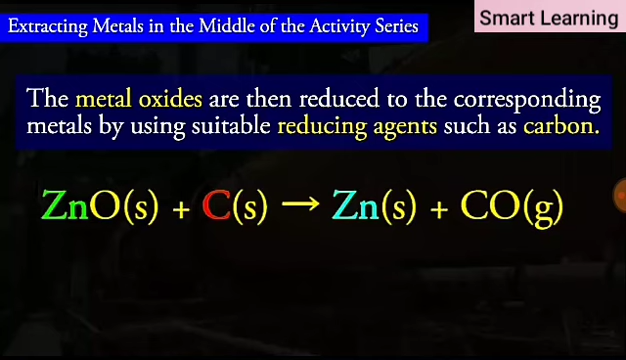 Extracting Metals in the Middle of the Activity Series
Smart Learning
The metal oxides are then reduced to the corresponding
metals by using suitable reducing agents such as carbon.
ZnO(s) + C(s) → Zn(s) + CO(g)